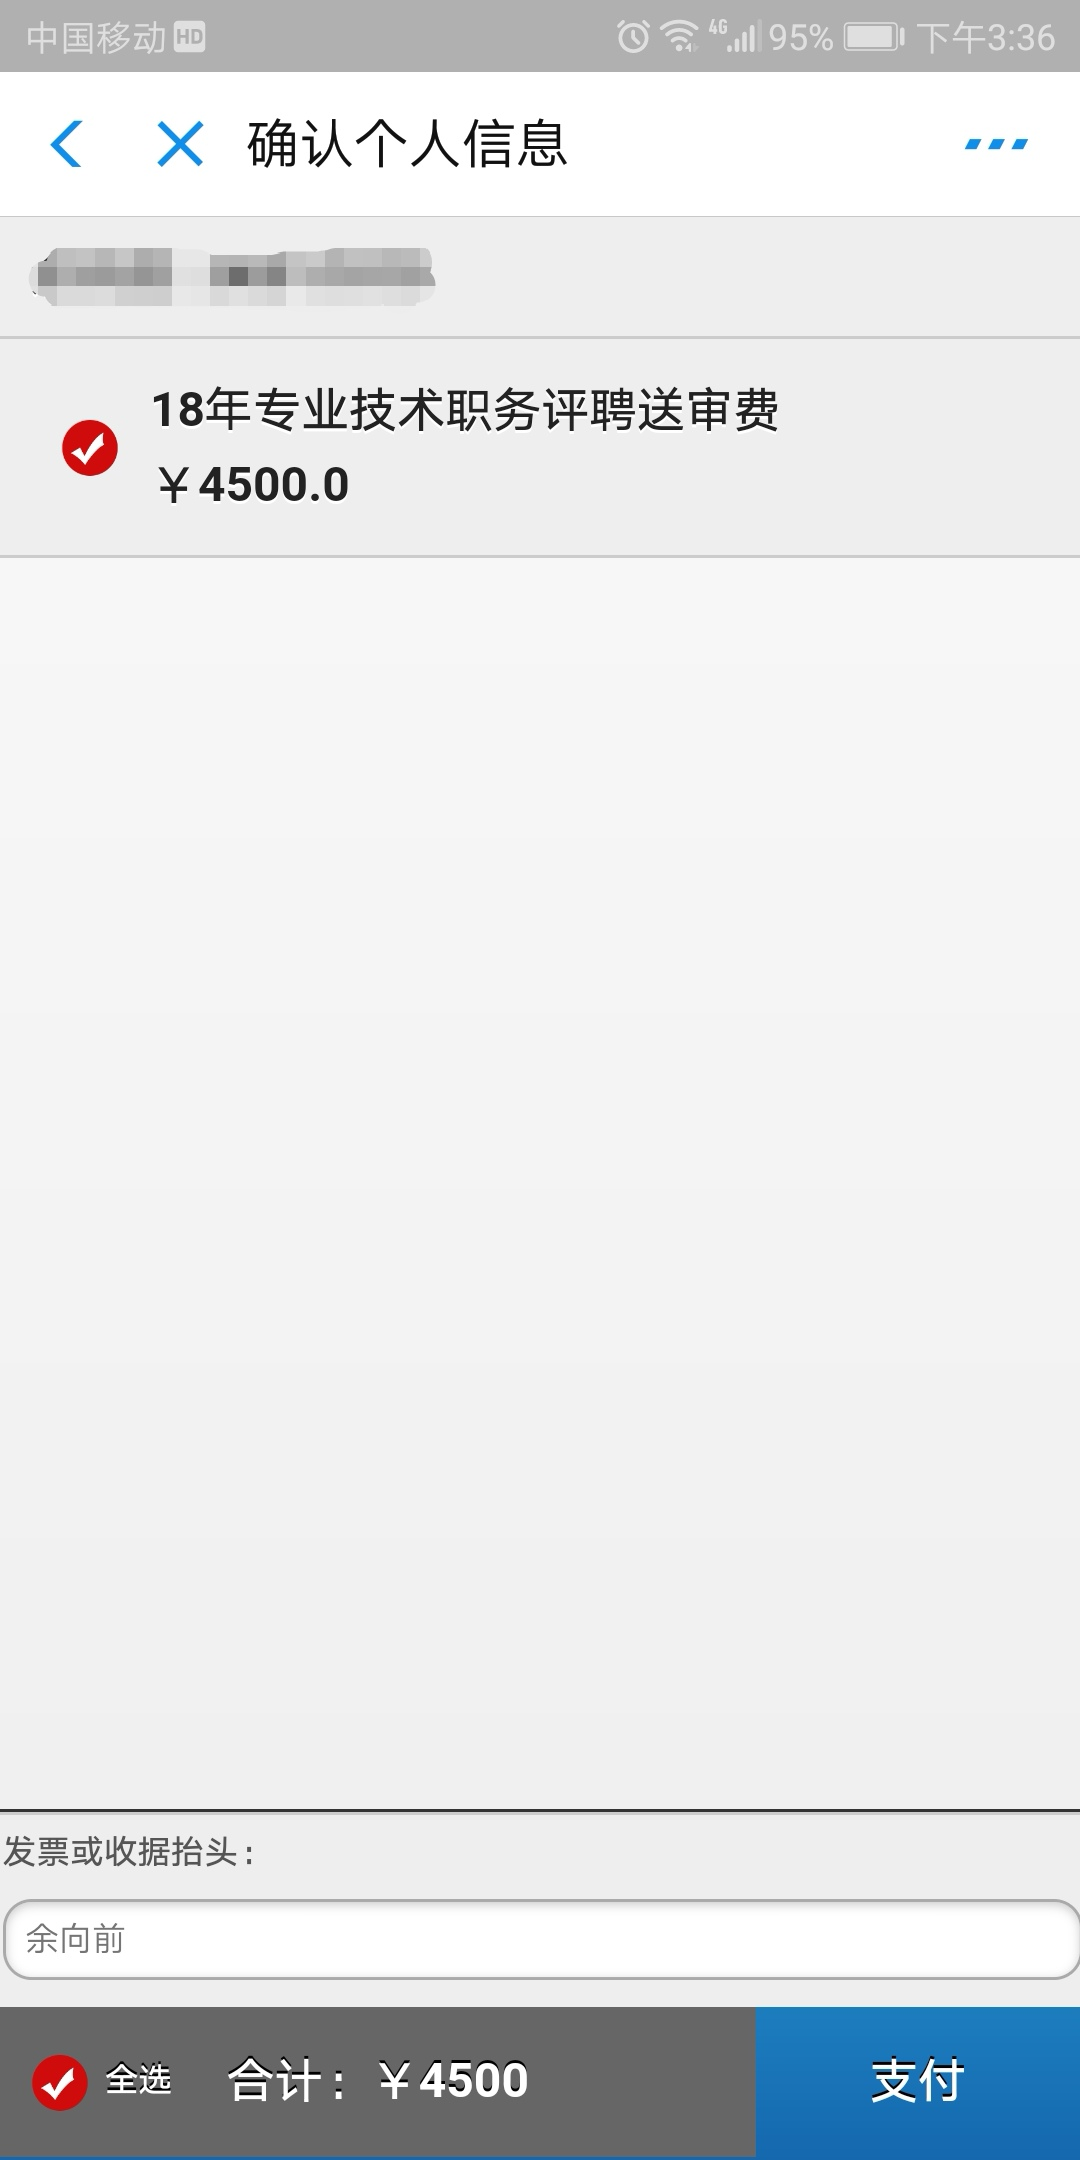 中国移动 HD 4G 95% 下午3:36
确认个人信息
18年专业技术职务评聘送审费
￥4500.0
发票或收据抬头:
余向前
全选 合计: ￥4500 支付